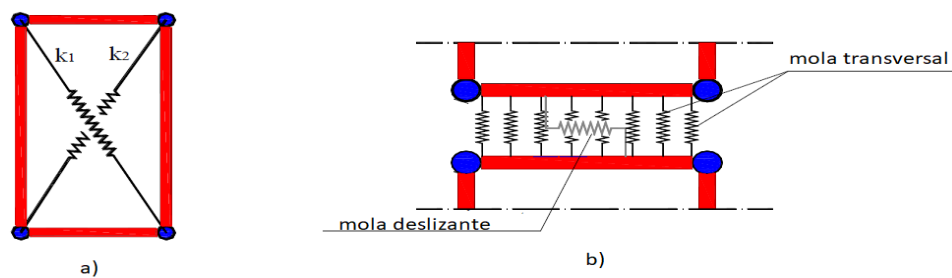 k1
k2
mola transversal
mola deslizante
a)
b)